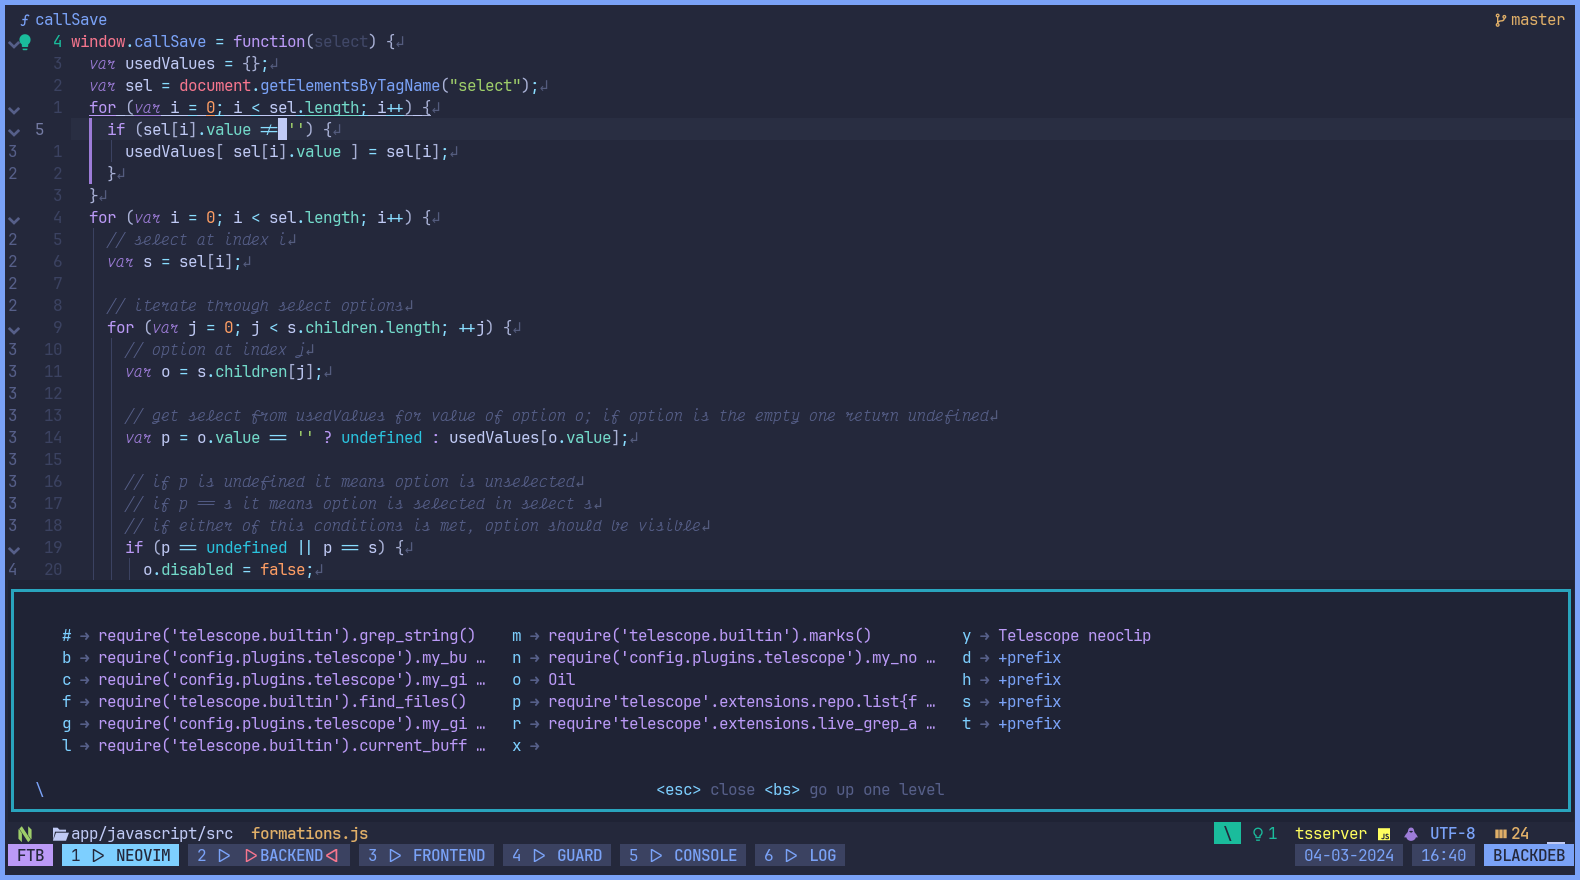 ƒ callSave master
4 window.callSave = function(select) {↲
3 var usedValues = {};↲
2 var sel = document.getElementsByTagName("select");↲
1 for (var i = 0; i < sel.length; i++) {↲
5 if (sel[i].value != '') {↲
3 1 usedValues[ sel[i].value ] = sel[i];↲
2 2 }↲
3 }↲
4 for (var i = 0; i < sel.length; i++) {↲
2 5 // select at index i↲
2 6 var s = sel[i];↲
2 7
2 8 // iterate through select options↲
9 for (var j = 0; j < s.children.length; ++j) {↲
3 10 // option at index j↲
3 11 var o = s.children[j];↲
3 12
3 13 // get select from usedValues for value of option o; if option is the empty one return undefined↲
3 14 var p = o.value == '' ? undefined : usedValues[o.value];↲
3 15
3 16 // if p is undefined it means option is unselected↲
3 17 // if p == s it means option is selected in select s↲
3 18 // if either of this conditions is met, option should be visible↲
19 if (p == undefined || p == s) {↲
4 20 o.disabled = false;↲
# → require('telescope.builtin').grep_string() m → require('telescope.builtin').marks() y → Telescope neoclip
b → require('config.plugins.telescope').my_bu … n → require('config.plugins.telescope').my_no … d → +prefix
c → require('config.plugins.telescope').my_gi … o → Oil h → +prefix
f → require('telescope.builtin').find_files() p → require'telescope'.extensions.repo.list{f … s → +prefix
g → require('config.plugins.telescope').my_gi … r → require'telescope'.extensions.live_grep_a … t → +prefix
l → require('telescope.builtin').current_buff … x →
\ <esc> close <bs> go up one level
app/javascript/src formations.js \ 1 tsserver JS UTF-8 24
FTB 1 ▷ NEOVIM 2 ▷ ▷BACKEND◁ 3 ▷ FRONTEND 4 ▷ GUARD 5 ▷ CONSOLE 6 ▷ LOG 04-03-2024 16:40 BLACKDEB